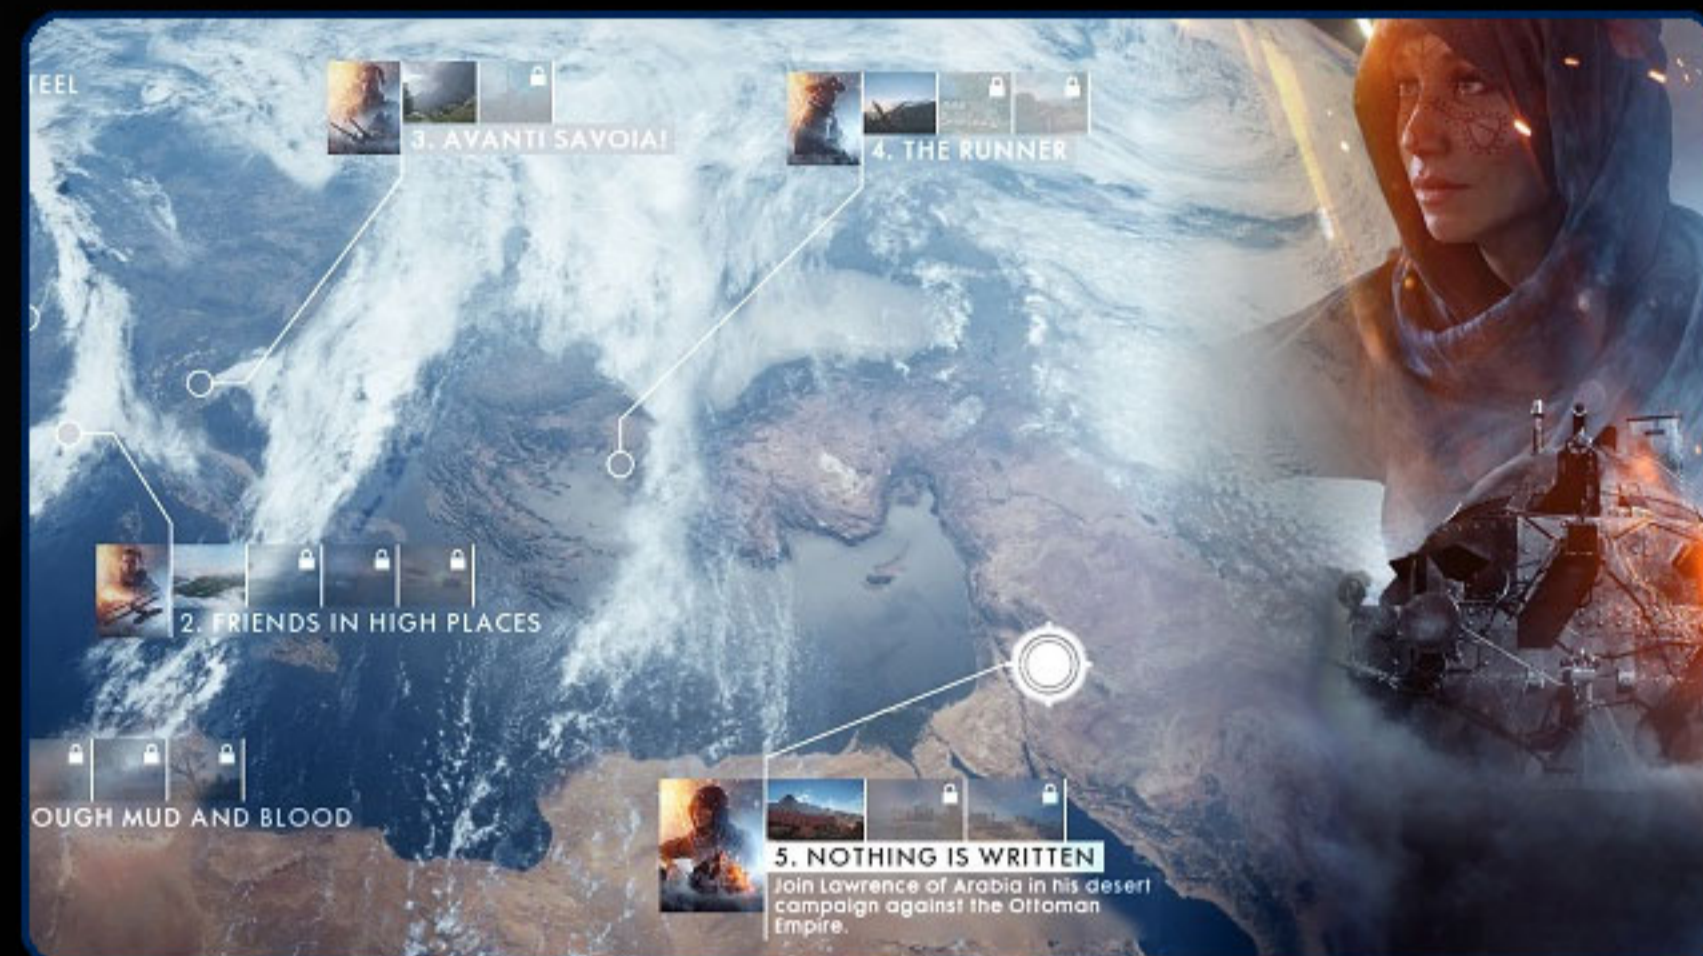 TEEL
3. AVANTI SAVOIA!
4. THE RUNNER
2. FRIENDS IN HIGH PLACES
OUGH MUD AND BLOOD
5. NOTHING IS WRITTEN
Join Lawrence of Arabia in his desert
campaign against the Ottoman
Empire.